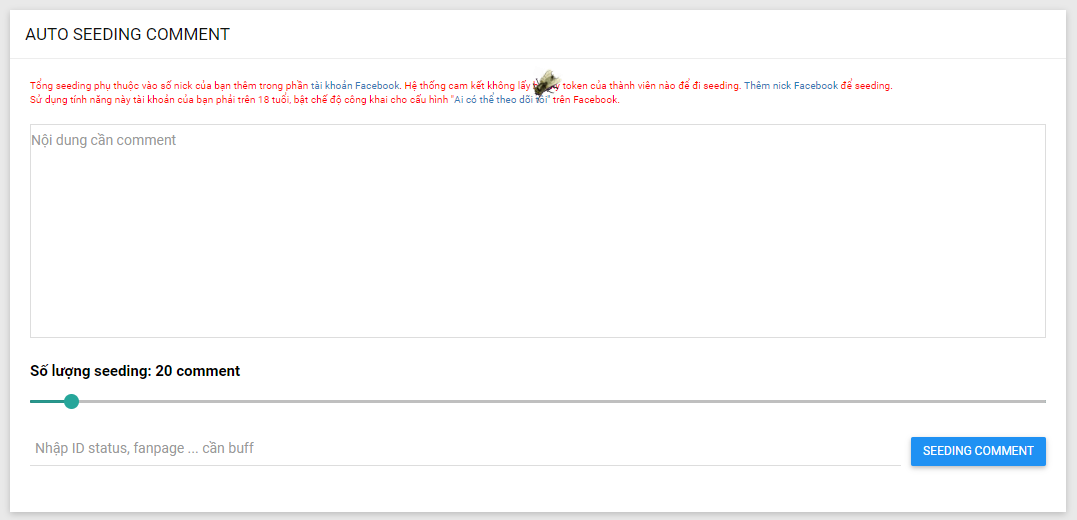 AUTO SEEDING COMMENT
Tổng seeding phụ thuộc vào số nick của bạn thêm trong phần tài khoản Facebook. Hệ thống cam kết không lấy token của thành viên nào để đi seeding. Thêm nick Facebook để seeding.
Sử dụng tính năng này tài khoản của bạn phải trên 18 tuổi, bật chế độ công khai cho cấu hình "Ai có thể theo dõi tôi" trên Facebook.
Nội dung cần comment
Số lượng seeding: 20 comment
Nhập ID status, fanpage ... cần buff
SEEDING COMMENT